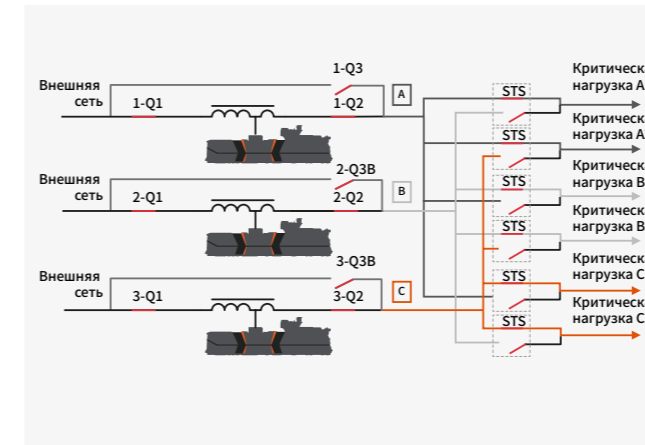 1-Q3
Внешняя
сеть
1-Q1
1-Q2
A
2-Q3B
Внешняя
сеть
2-Q1
2-Q2
B
3-Q3B
Внешняя
сеть
3-Q1
3-Q2
C
STS
STS
STS
STS
STS
STS
Критическ
нагрузка A
Критическ
нагрузка A
Критическ
нагрузка B
Критическ
нагрузка B
Критическ
нагрузка C
Критическ
нагрузка C